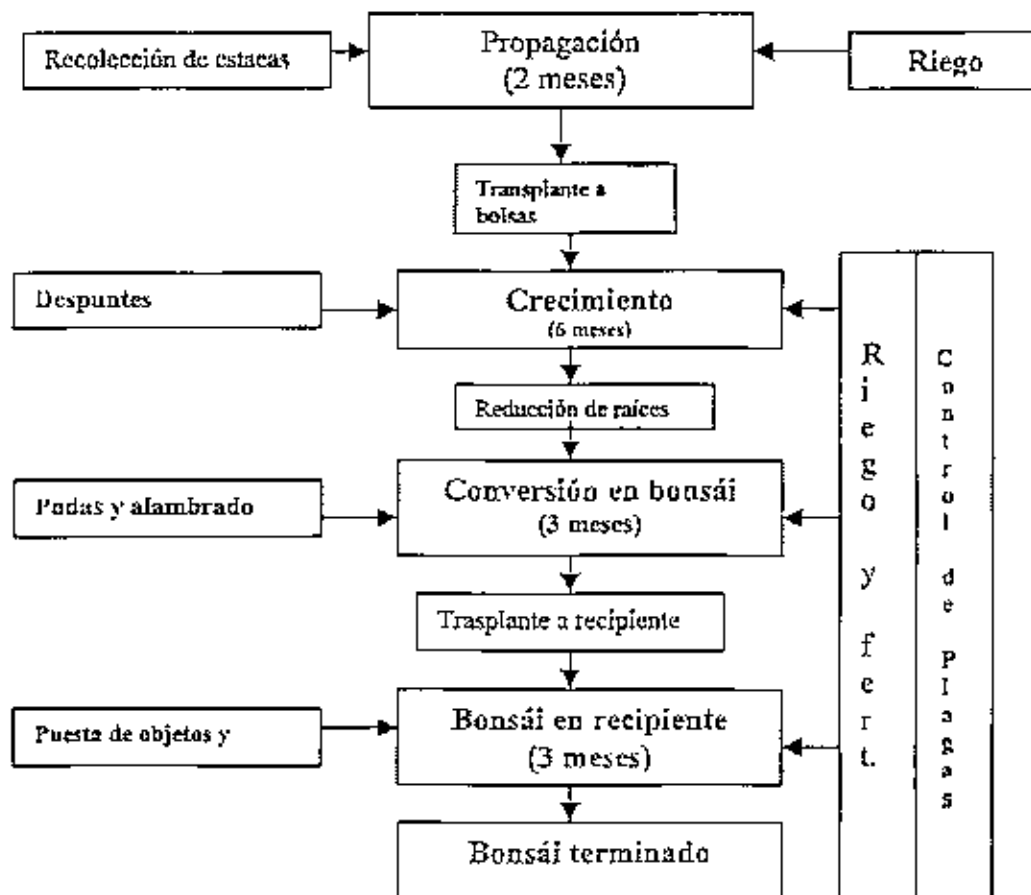 Recolección de estacas
Propagación
(2 meses)
Riego
Transplante a
bolsas
Despuntes
Crecimiento
(6 meses)
Reducción de raíces
Podas y alambrado
Conversión en bonsái
(3 meses)
Trasplante a recipiente
Puesta de objetos y
Bonsái en recipiente
(3 meses)
Bonsái terminado
Riego y fert.
Control de Plagas